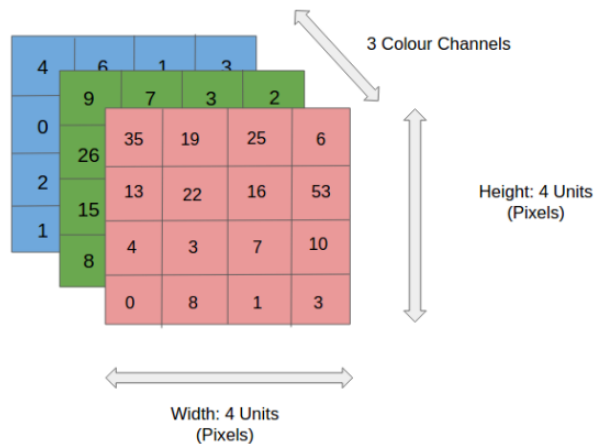 3 Colour Channels
4 6 1 3
9 7 3 2
35 19 25 6
0
26
13 22 16 53
Height: 4 Units
(Pixels)
2
15
4 3 7 10
1
8
0 8 1 3
Width: 4 Units
(Pixels)